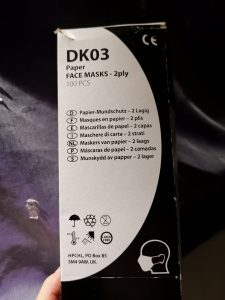 CE
DK03
Paper
FACE MASKS - 2ply
100 PCS
D Papier-Mundschutz – 2 Lagig
F Masques en papier – 2 plis
E Mascarillas de papel – 2 capas
I Maschere di carta – 2 strati
NL Maskers van papier – 2 laags
P Máscaras de papel – 2 camadas
S Munskydd av papper – 2 lager
HPCHL, PO Box 85
SM4 9AW. UK.